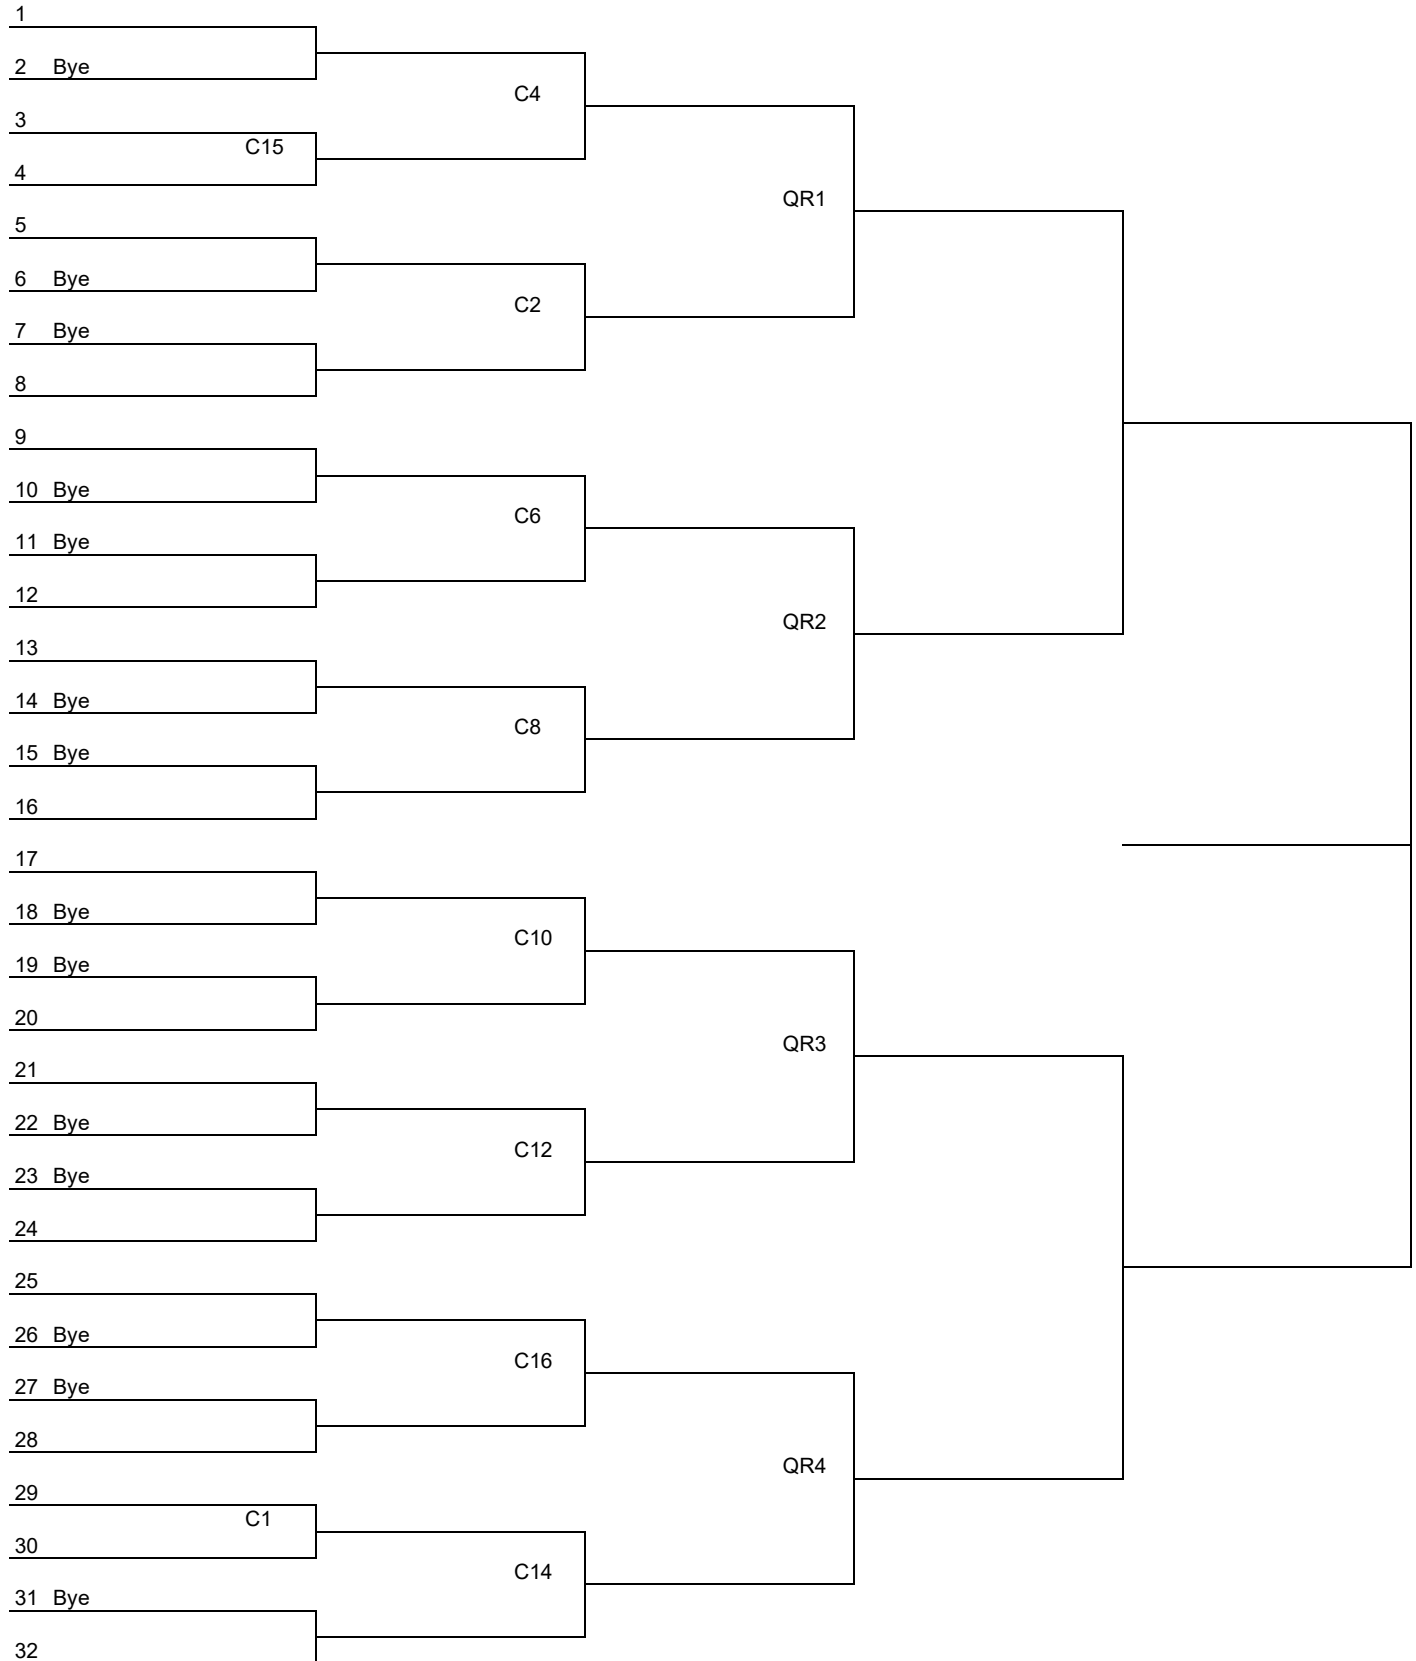 1
2 Bye
C4
3
C15
4
QR1
5
6 Bye
C2
7 Bye
8
9
10 Bye
C6
11 Bye
12
QR2
13
14 Bye
C8
15 Bye
16
17
18 Bye
C10
19 Bye
20
QR3
21
22 Bye
C12
23 Bye
24
25
26 Bye
C16
27 Bye
28
QR4
29
C1
30
C14
31 Bye
32